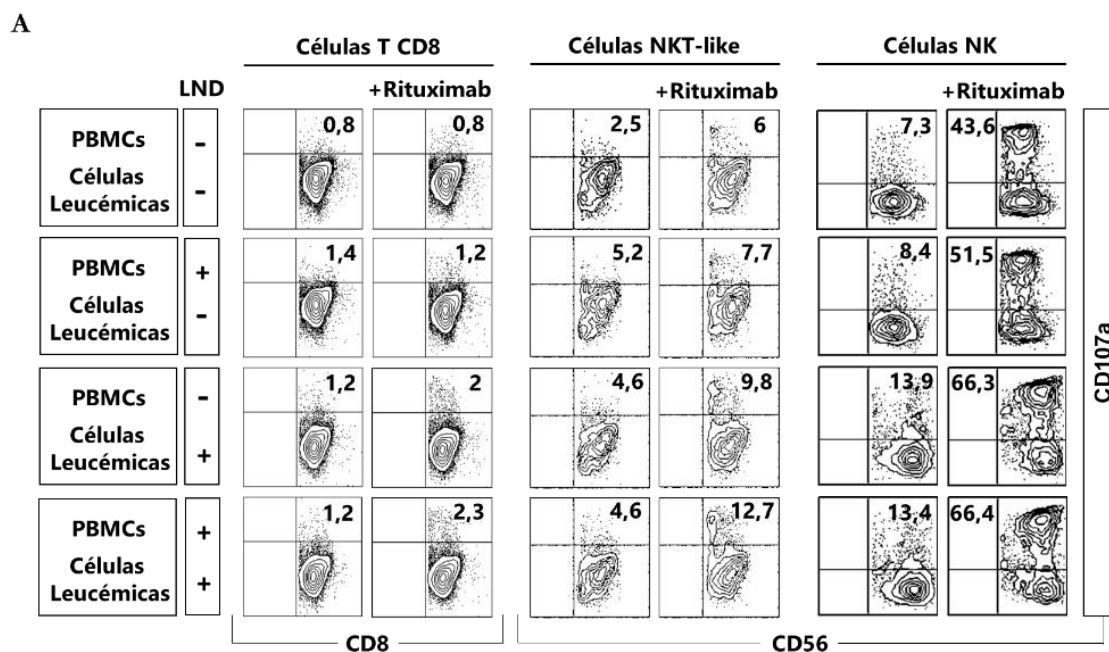 A
Células T CD8 Células NKT-like Células NK
LND +Rituximab +Rituximab +Rituximab
PBMCs - 0,8 0,8 2,5 6 7,3 43,6
Células
Leucémicas -
PBMCs + 1,4 1,2 5,2 7,7 8,4 51,5
Células
Leucémicas -
PBMCs - 1,2 2 4,6 9,8 13,9 66,3
Células
Leucémicas +
PBMCs + 1,2 2,3 4,6 12,7 13,4 66,4
Células
Leucémicas +
CD107a
CD8 CD56